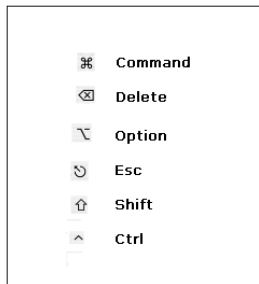 ⌘ Command
⌫ Delete
⌥ Option
⎋ Esc
⇧ Shift
^ Ctrl